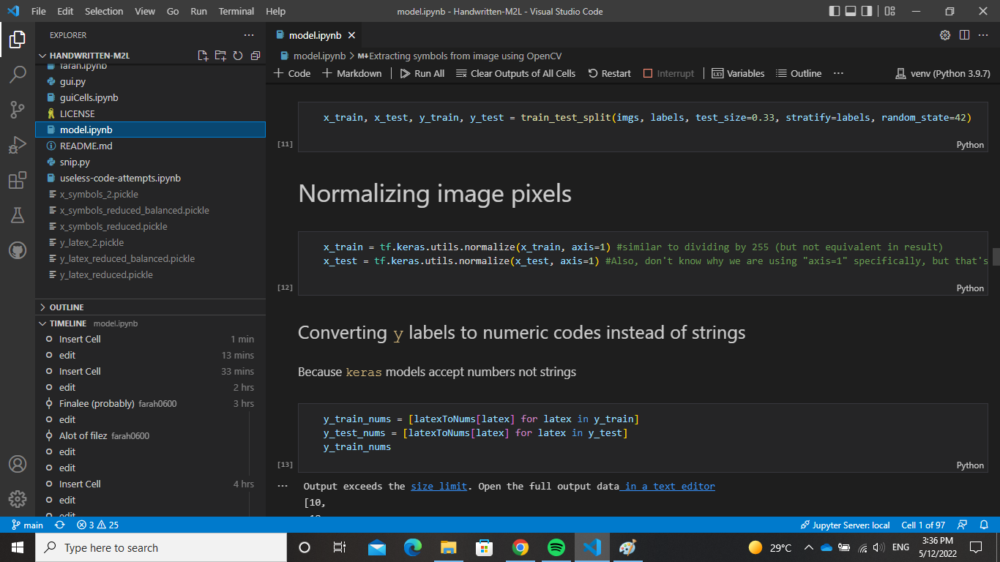 File Edit Selection View Go Run Terminal Help
model.ipynb - Handwritten-M2L - Visual Studio Code
EXPLORER
HANDWRITTEN-M2L
faran.ipynb
gui.py
guiCells.ipynb
LICENSE
model.ipynb
README.md
snip.py
useless-code-attempts.ipynb
x_symbols_2.pickle
x_symbols_reduced_balanced.pickle
x_symbols_reduced.pickle
y_latex_2.pickle
y_latex_reduced_balanced.pickle
y_latex_reduced.pickle
OUTLINE
TIMELINE model.ipynb
Insert Cell 1 min
edit 13 mins
Insert Cell 33 mins
edit 2 hrs
Finalee (probably) farah0600 3 hrs
edit
Alot of filez farah0600
edit
edit
Insert Cell 4 hrs
edit
edit
model.ipynb
model.ipynb > M↓Extracting symbols from image using OpenCV
+ Code + Markdown Run All Clear Outputs of All Cells Restart Interrupt Variables Outline ... venv (Python 3.9.7)
x_train, x_test, y_train, y_test = train_test_split(imgs, labels, test_size=0.33, stratify=labels, random_state=42)
[11] Python
Normalizing image pixels
x_train = tf.keras.utils.normalize(x_train, axis=1) #similar to dividing by 255 (but not equivalent in result)
x_test = tf.keras.utils.normalize(x_test, axis=1) #Also, don't know why we are using "axis=1" specifically, but that's
[12] Python
Converting y labels to numeric codes instead of strings
Because keras models accept numbers not strings
y_train_nums = [latexToNums[latex] for latex in y_train]
y_test_nums = [latexToNums[latex] for latex in y_test]
y_train_nums
[13] Python
... Output exceeds the size limit. Open the full output data in a text editor
[10,
main 3 25 Jupyter Server: local Cell 1 of 97
Type here to search
29°C ENG 3:36 PM
5/12/2022